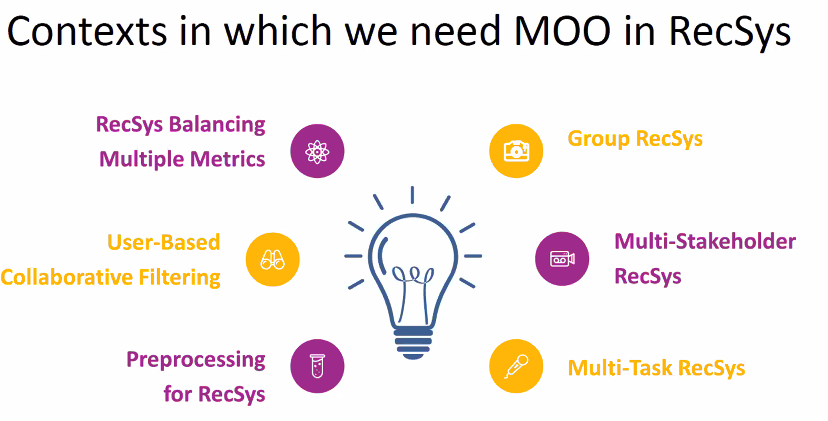 Contexts in which we need MOO in RecSys
RecSys Balancing
Multiple Metrics
User-Based
Collaborative Filtering
Preprocessing
for RecSys
Group RecSys
Multi-Stakeholder
RecSys
Multi-Task RecSys